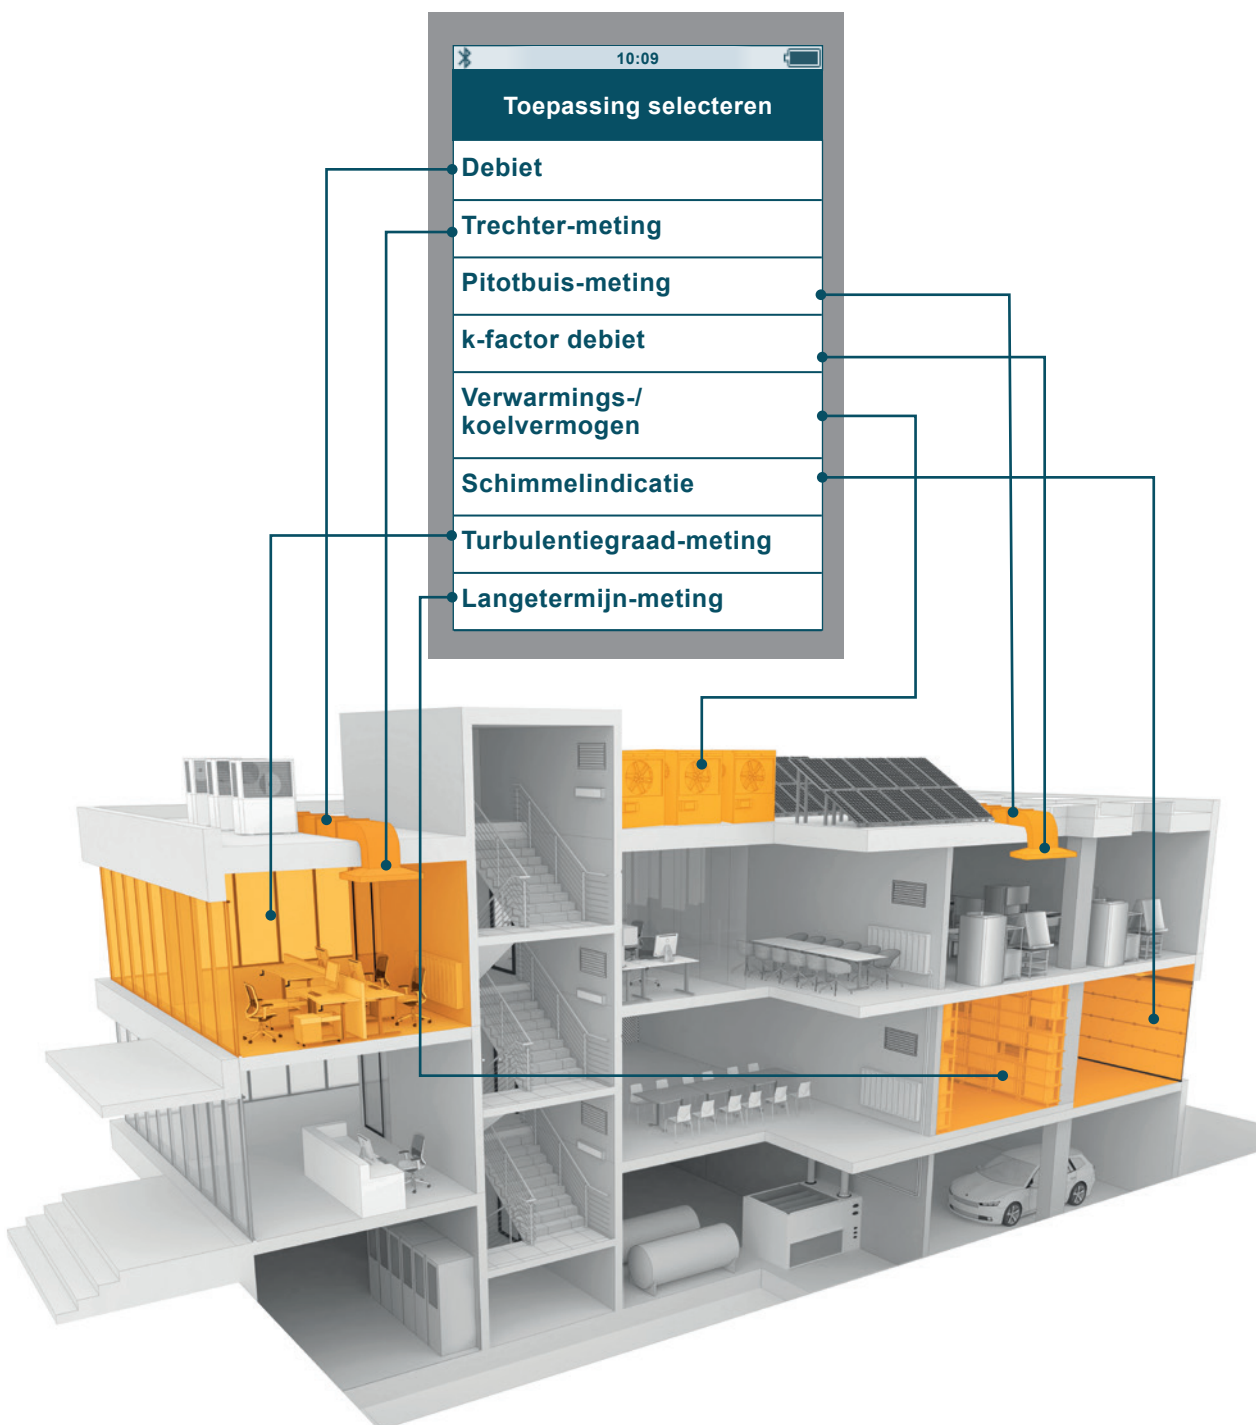 10:09
Toepassing selecteren
Debiet
Trechter-meting
Pitotbuis-meting
k-factor debiet
Verwarmings-/
koelvermogen
Schimmelindicatie
Turbulentiegraad-meting
Langetermijn-meting